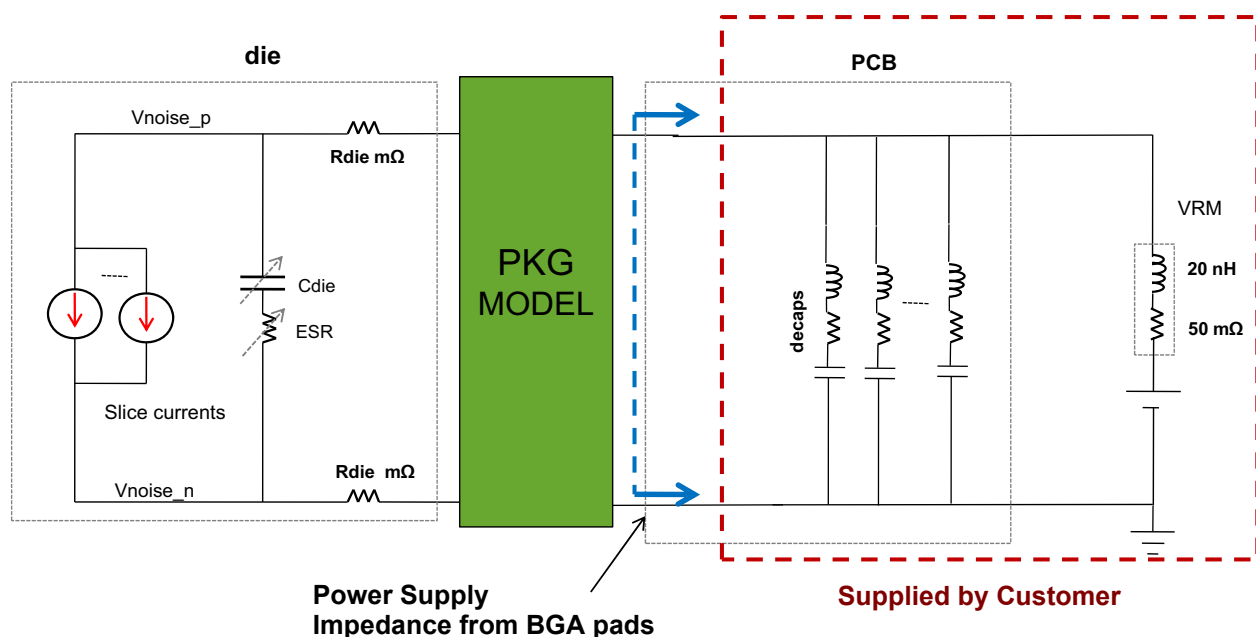 die
PCB
Vnoise_p
Rdie mΩ
VRM
PKG
MODEL
20 nH
Cdie
decaps
ESR
50 mΩ
Slice currents
Rdie mΩ
Vnoise_n
Power Supply
Impedance from BGA pads
Supplied by Customer